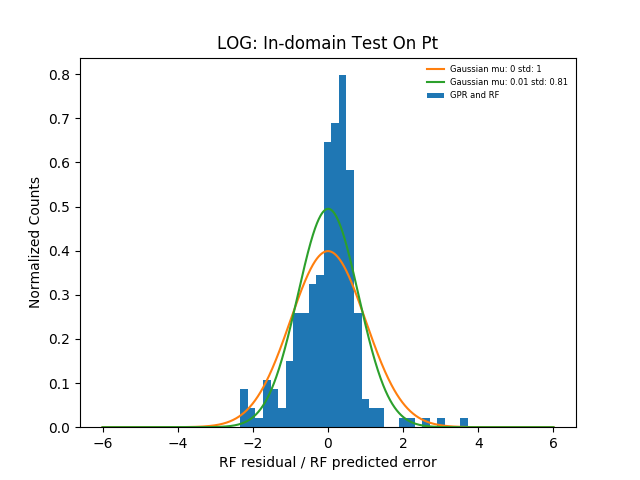 LOG: In-domain Test On Pt
Gaussian mu: 0 std: 1
Gaussian mu: 0.01 std: 0.81
GPR and RF
Normalized Counts
0.8
0.7
0.6
0.5
0.4
0.3
0.2
0.1
0.0
−6 −4 −2 0 2 4 6
RF residual / RF predicted error